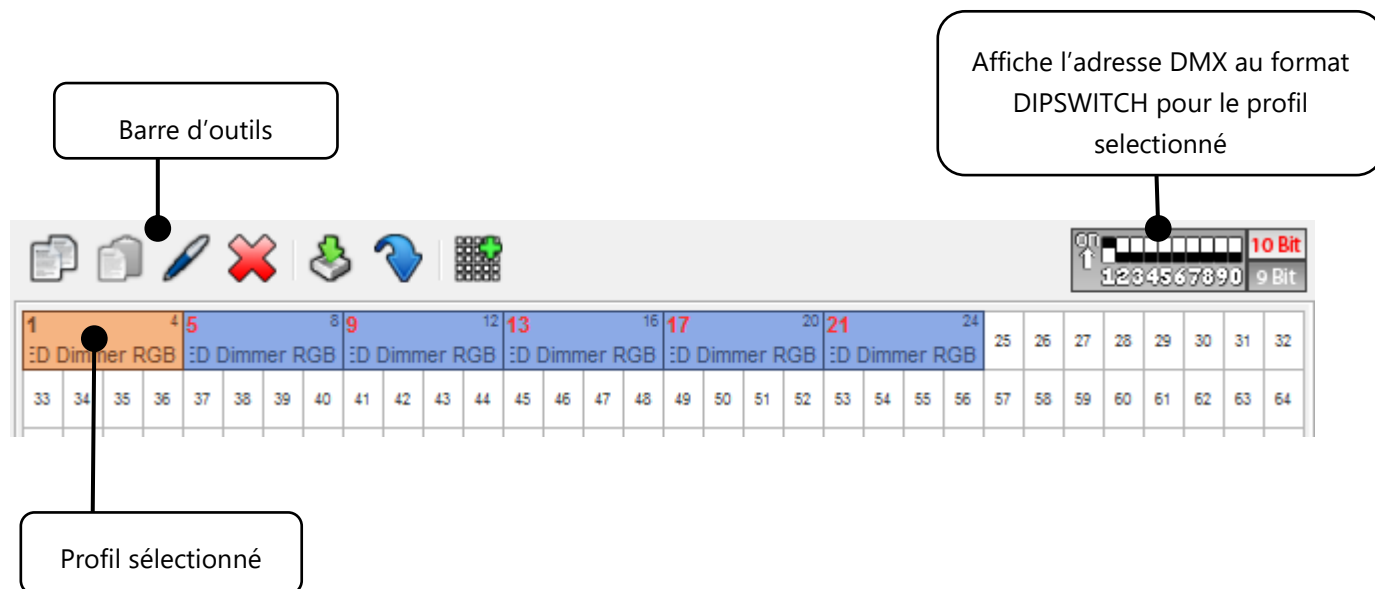 Affiche l’adresse DMX au format
DIPSWITCH pour le profil
selectionné
Barre d’outils
on 10 Bit
1234567890 9 Bit
1 4 5 8 9 12 13 16 17 20 21 24 25 26 27 28 29 30 31 32
ED Dimmer RGB ED Dimmer RGB ED Dimmer RGB ED Dimmer RGB ED Dimmer RGB ED Dimmer RGB
33 34 35 36 37 38 39 40 41 42 43 44 45 46 47 48 49 50 51 52 53 54 55 56 57 58 59 60 61 62 63 64
Profil sélectionné